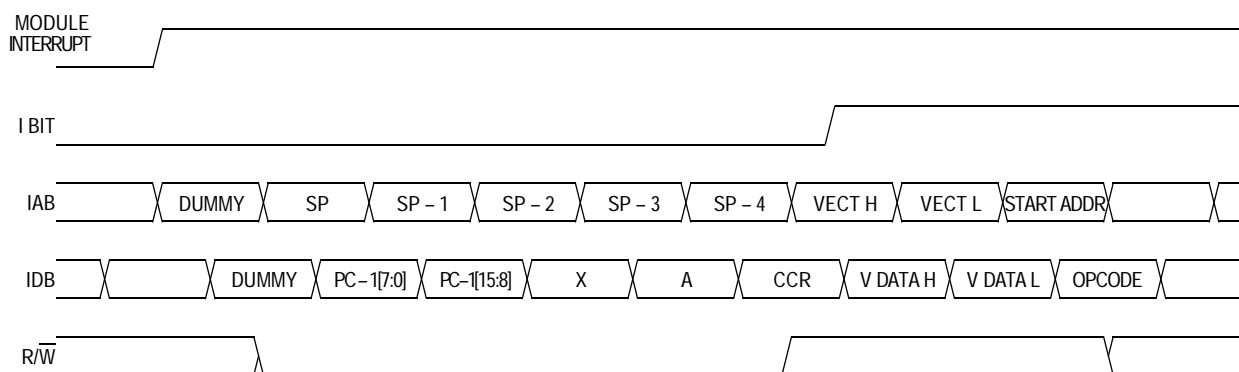 MODULE
INTERRUPT
I BIT
IAB DUMMY SP SP – 1 SP – 2 SP – 3 SP – 4 VECT H VECT L START ADDR
IDB DUMMY PC – 1[7:0] PC–1[15:8] X A CCR V DATA H V DATA L OPCODE
R/W̅